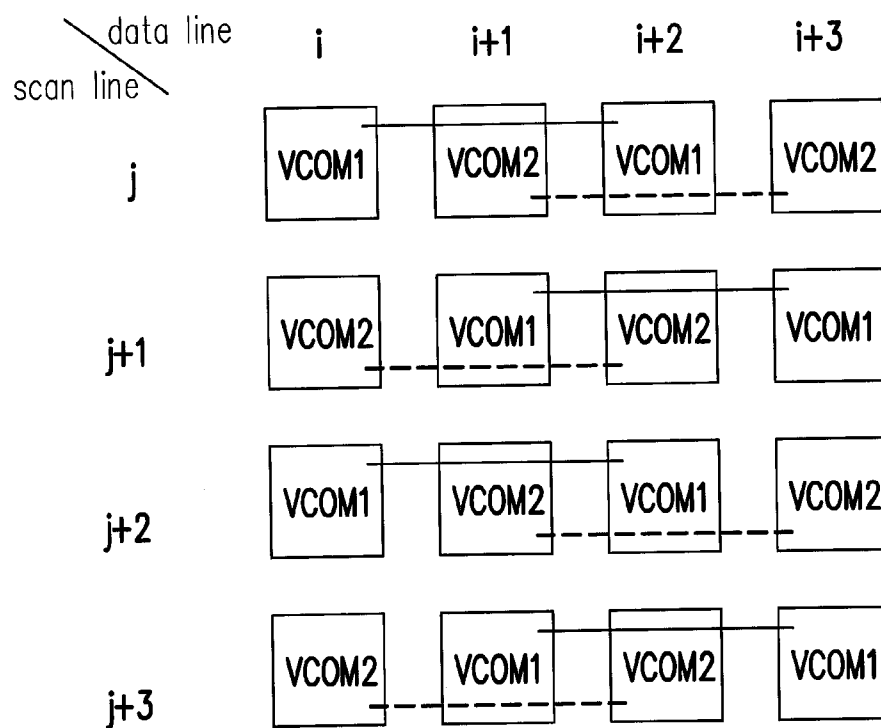 data line i i+1 i+2 i+3
scan line
j VCOM1 VCOM2 VCOM1 VCOM2
j+1 VCOM2 VCOM1 VCOM2 VCOM1
j+2 VCOM1 VCOM2 VCOM1 VCOM2
j+3 VCOM2 VCOM1 VCOM2 VCOM1